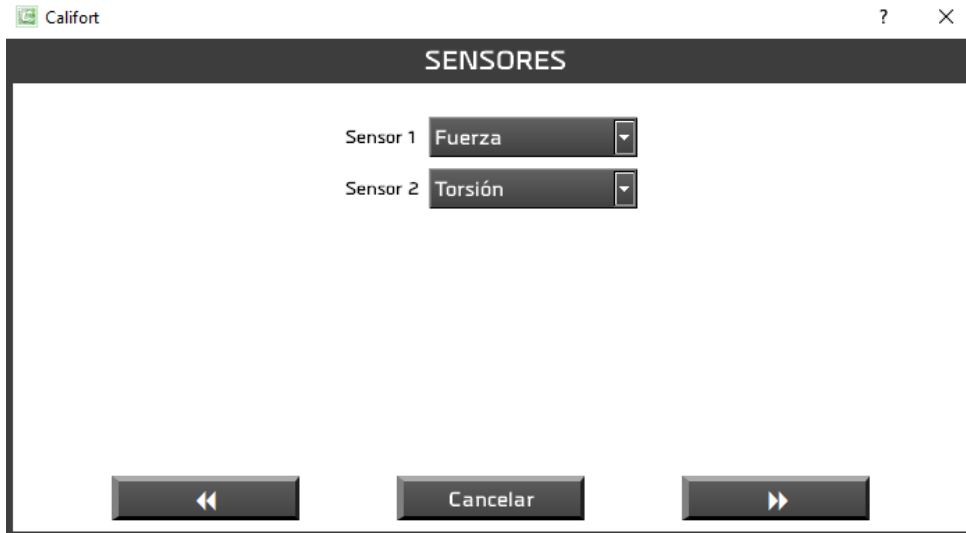 Califort ?
SENSORES
Sensor 1 Fuerza
Sensor 2 Torsión
Cancelar